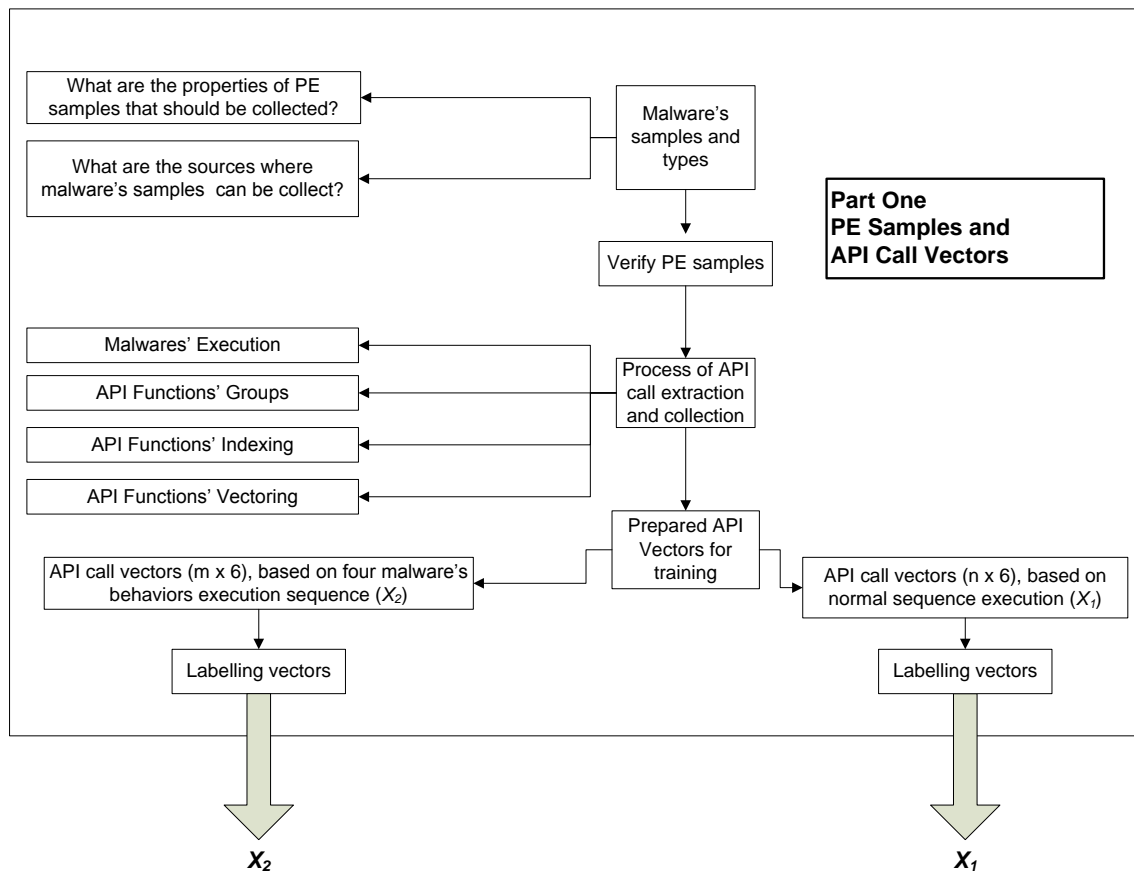 What are the properties of PE
samples that should be collected?
Malware's
samples and
types
What are the sources where
malware's samples can be collect?
Part One
PE Samples and
API Call Vectors
Verify PE samples
Malwares' Execution
Process of API
call extraction
and collection
API Functions' Groups
API Functions' Indexing
API Functions' Vectoring
Prepared API
Vectors for
training
API call vectors (m x 6), based on four malware's
behaviors execution sequence (X₂)
API call vectors (n x 6), based on
normal sequence execution (X₁)
Labelling vectors
Labelling vectors
X₂
X₁